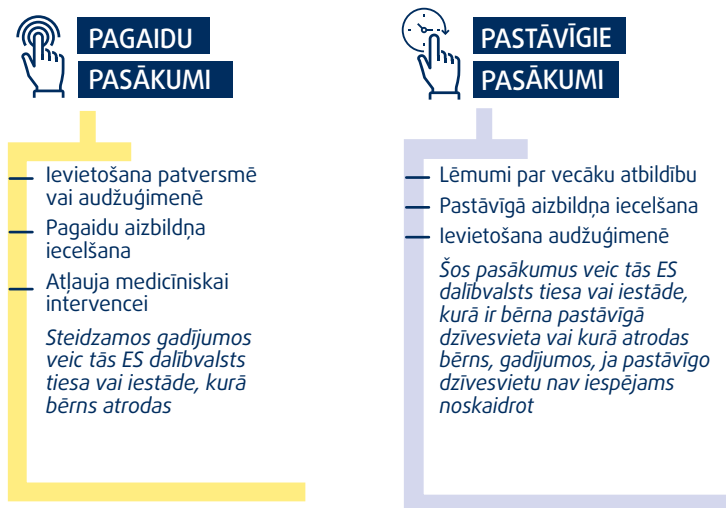 PAGAIDU
PASĀKUMI
Ievietošana patversmē
vai audžuģimenē
Pagaidu aizbildņa
iecelšana
Atļauja medicīniskai
intervencei
Steidzamos gadījumos
veic tās ES dalībvalsts
tiesa vai iestāde, kurā
bērns atrodas
PASTĀVĪGIE
PASĀKUMI
Lēmumi par vecāku atbildību
Pastāvīgā aizbildņa iecelšana
Ievietošana audžuģimenē
Šos pasākumus veic tās ES
dalībvalsts tiesa vai iestāde,
kurā ir bērna pastāvīgā
dzīvesvieta vai kurā atrodas
bērns, gadījumos, ja pastāvīgo
dzīvesvietu nav iespējams
noskaidrot